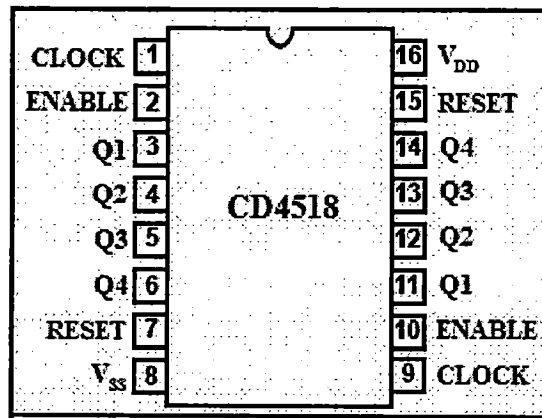 CLOCK 1
ENABLE 2
Q1 3
Q2 4
Q3 5
Q4 6
RESET 7
VSS 8
CD4518
16 VDD
15 RESET
14 Q4
13 Q3
12 Q2
11 Q1
10 ENABLE
9 CLOCK